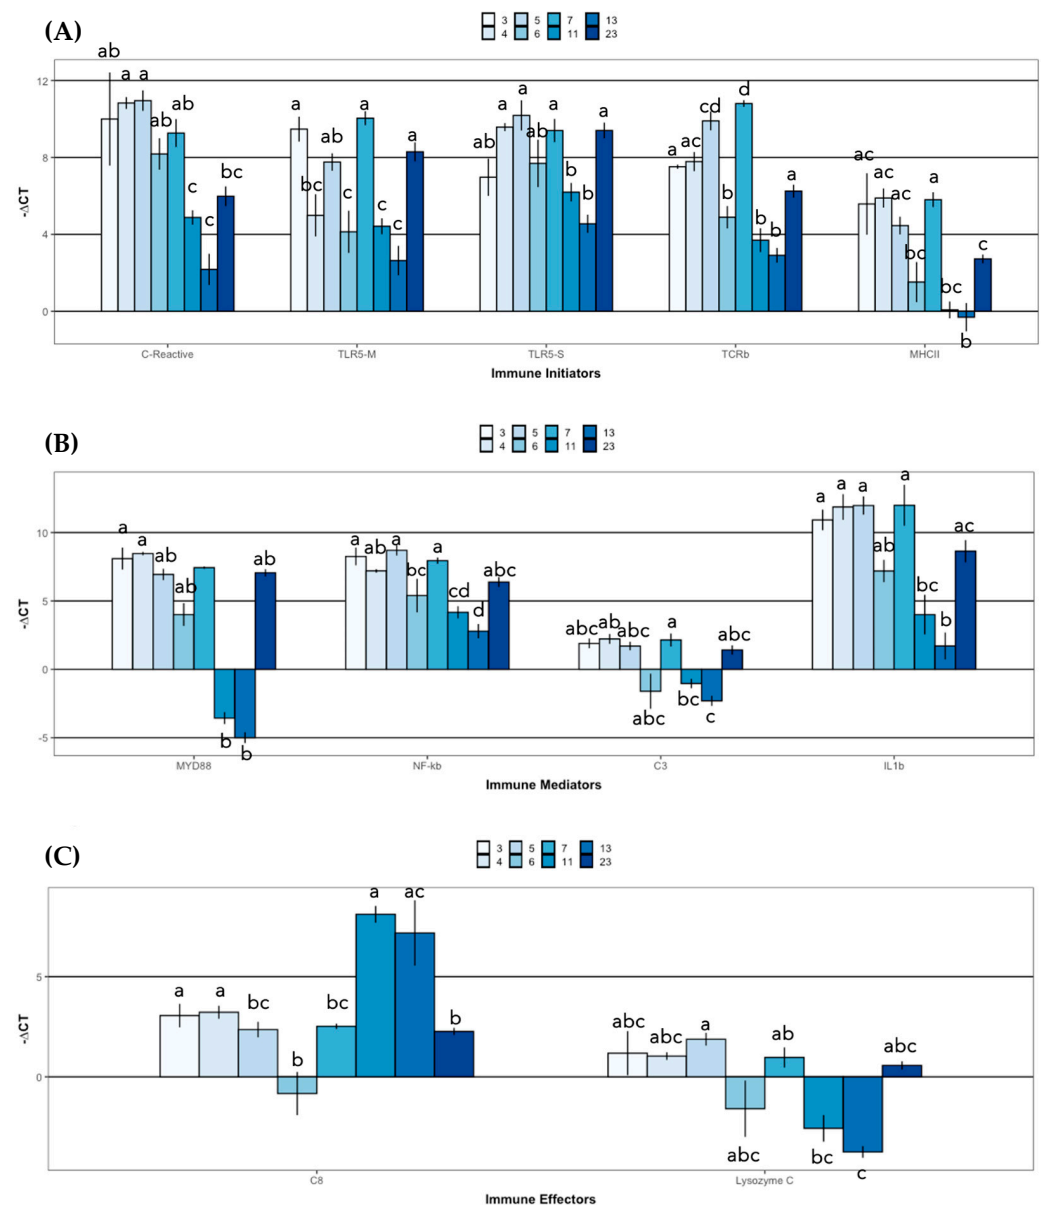 (A)
3 5 7 13
4 6 11 23
ab a a ab ab c c bc
a bc ab c a c c a
ab a a ab a b b a
a ac cd b d b b a
ac ac ac bc a bc b c
12
8
4
0
-ΔCT
C-Reactive TLR5-M TLR5-S TCRb MHCII
Immune Initiators
(B)
3 5 7 13
4 6 11 23
a a ab ab b b ab
a ab a bc a cd d abc
abc ab abc abc a bc c abc
a a a ab a bc b ac
10
5
0
-5
-ΔCT
MYD88 NF-kb C3 IL1b
Immune Mediators
(C)
3 5 7 13
4 6 11 23
a a bc b bc a ac b
abc abc a abc ab bc c abc
5
0
-ΔCT
C8 Lysozyme C
Immune Effectors